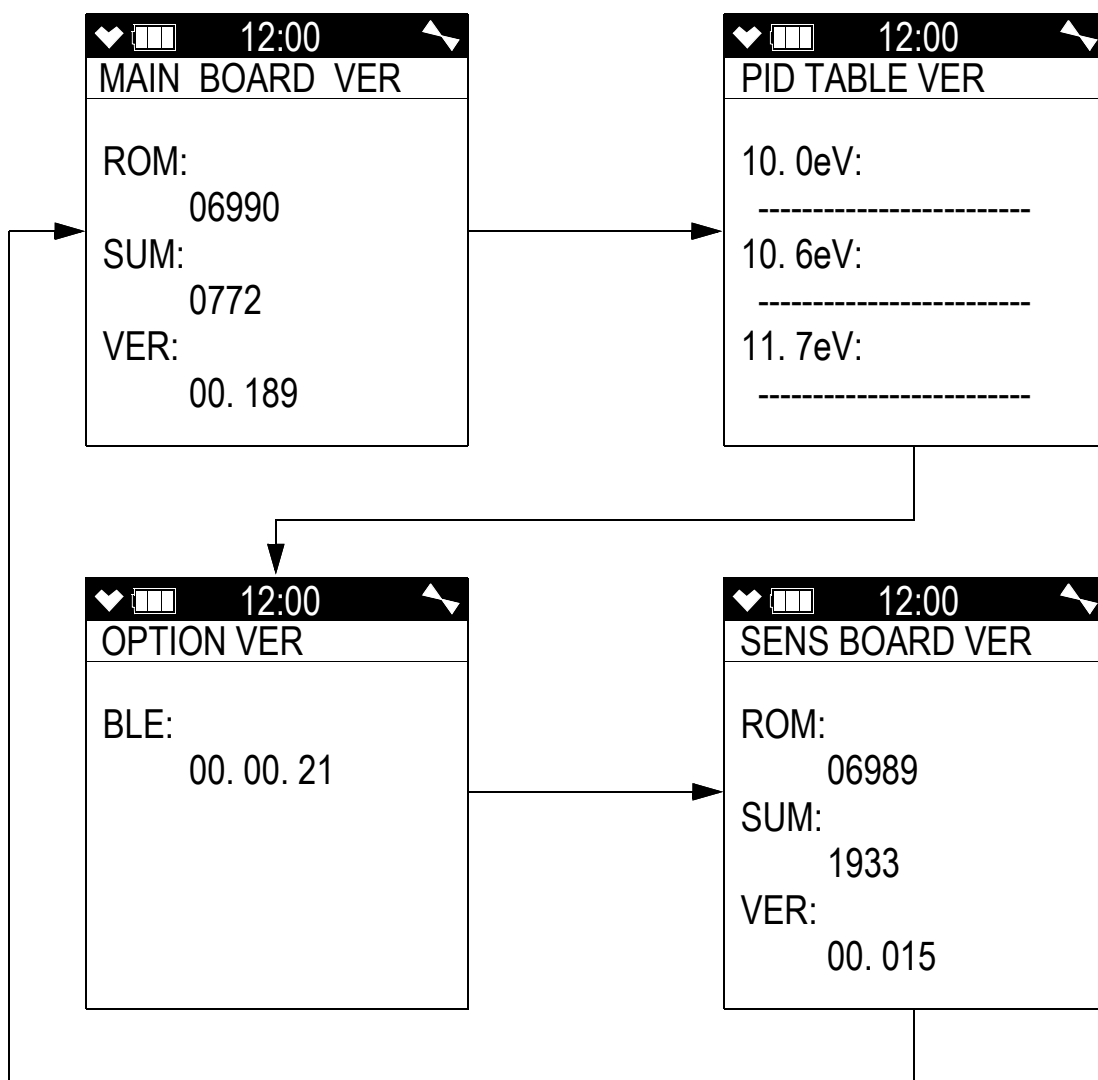 12:00
MAIN BOARD VER
ROM:
06990
SUM:
0772
VER:
00. 189
12:00
PID TABLE VER
10. 0eV:
-------------------------
10. 6eV:
-------------------------
11. 7eV:
-------------------------
12:00
OPTION VER
BLE:
00. 00. 21
12:00
SENS BOARD VER
ROM:
06989
SUM:
1933
VER:
00. 015